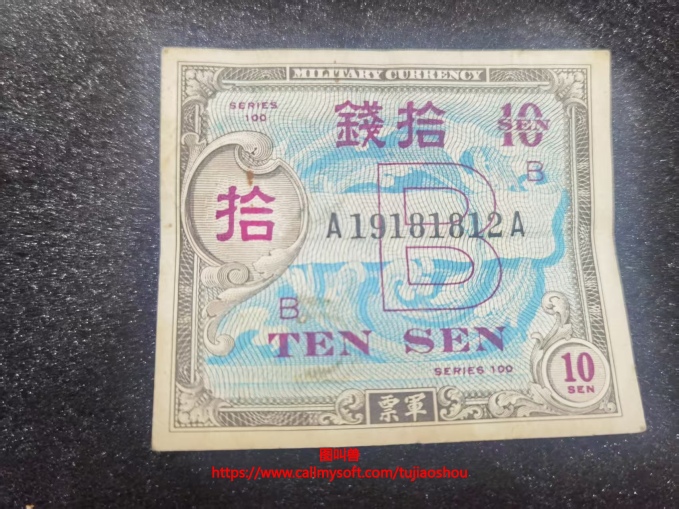 MILITARY CURRENCY
SERIES
100
錢拾
10
SEN
B
拾
B
A19181812A
B
TEN SEN
SERIES 100
票軍
10
SEN
图叫兽
https://www.callmysoft.com/tujiaoshou